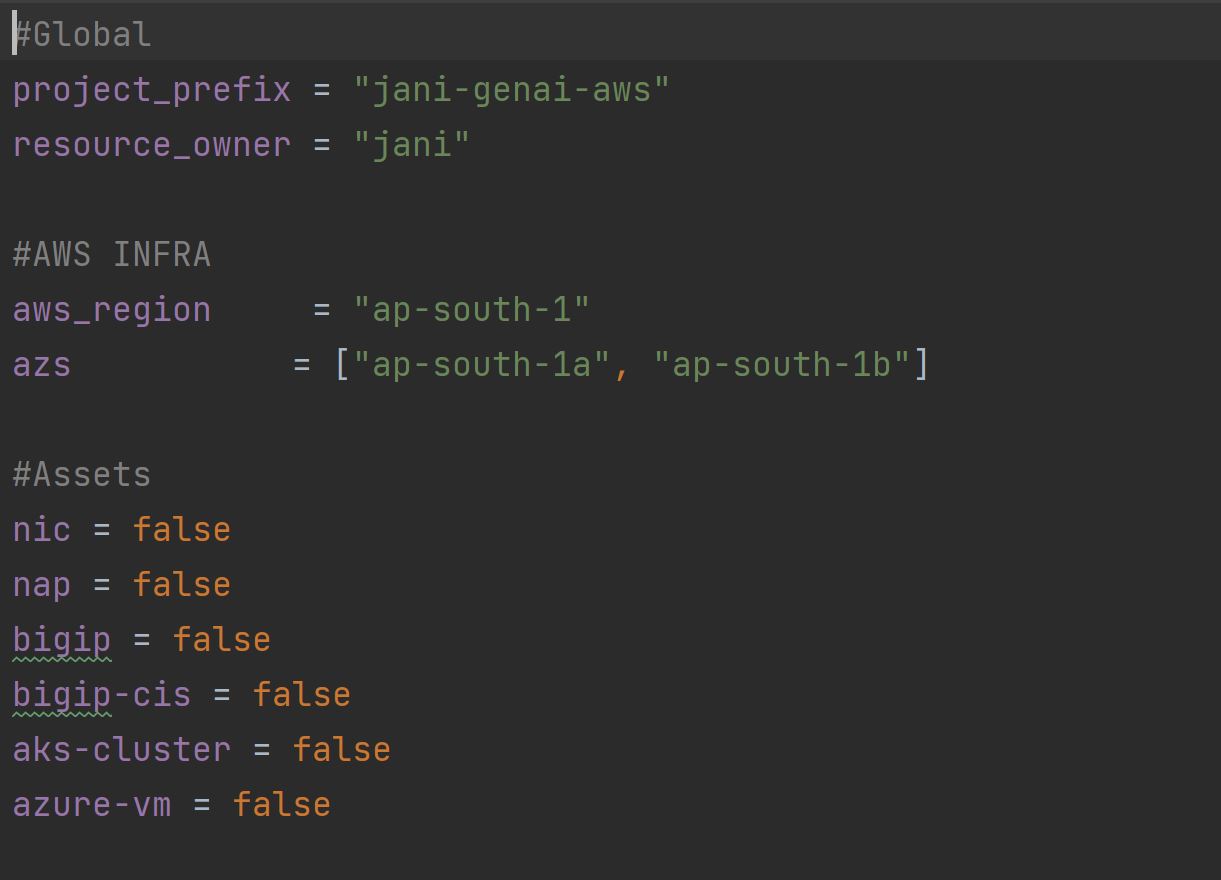 #Global
project_prefix = "jani-genai-aws"
resource_owner = "jani"
#AWS INFRA
aws_region     = "ap-south-1"
azs           = ["ap-south-1a", "ap-south-1b"]
#Assets
nic = false
nap = false
bigip = false
bigip-cis = false
aks-cluster = false
azure-vm = false